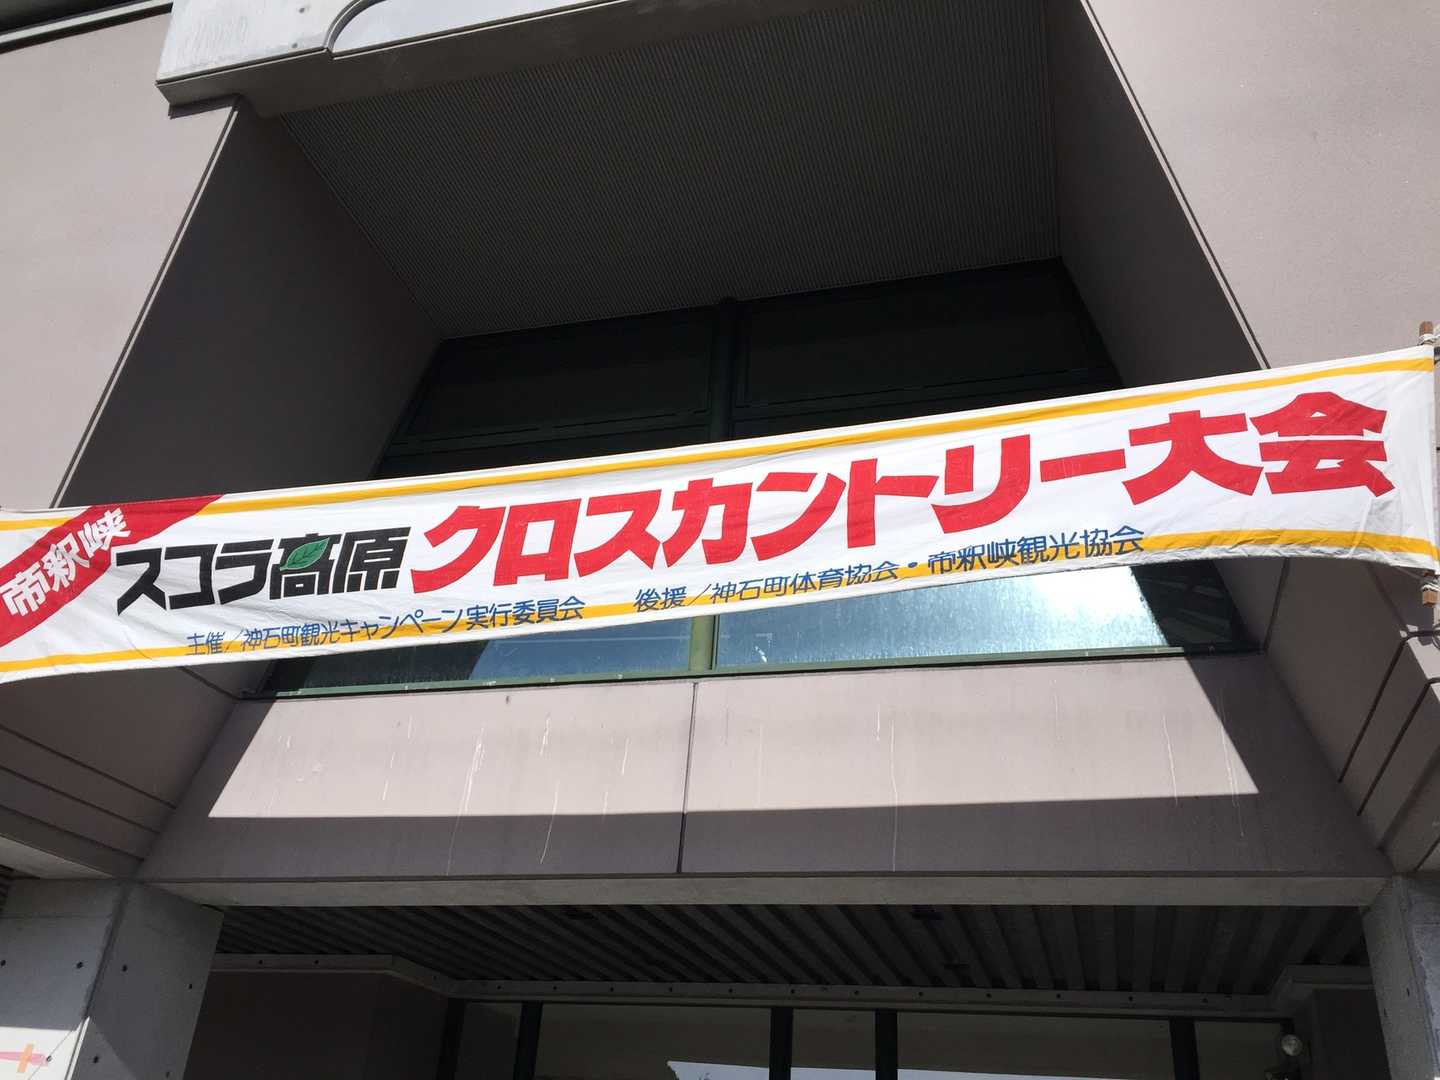 帝釈峡
スコラ高原 クロスカントリー大会
主催／神石町観光キャンペーン実行委員会 後援／神石町体育協会・帝釈峡観光協会